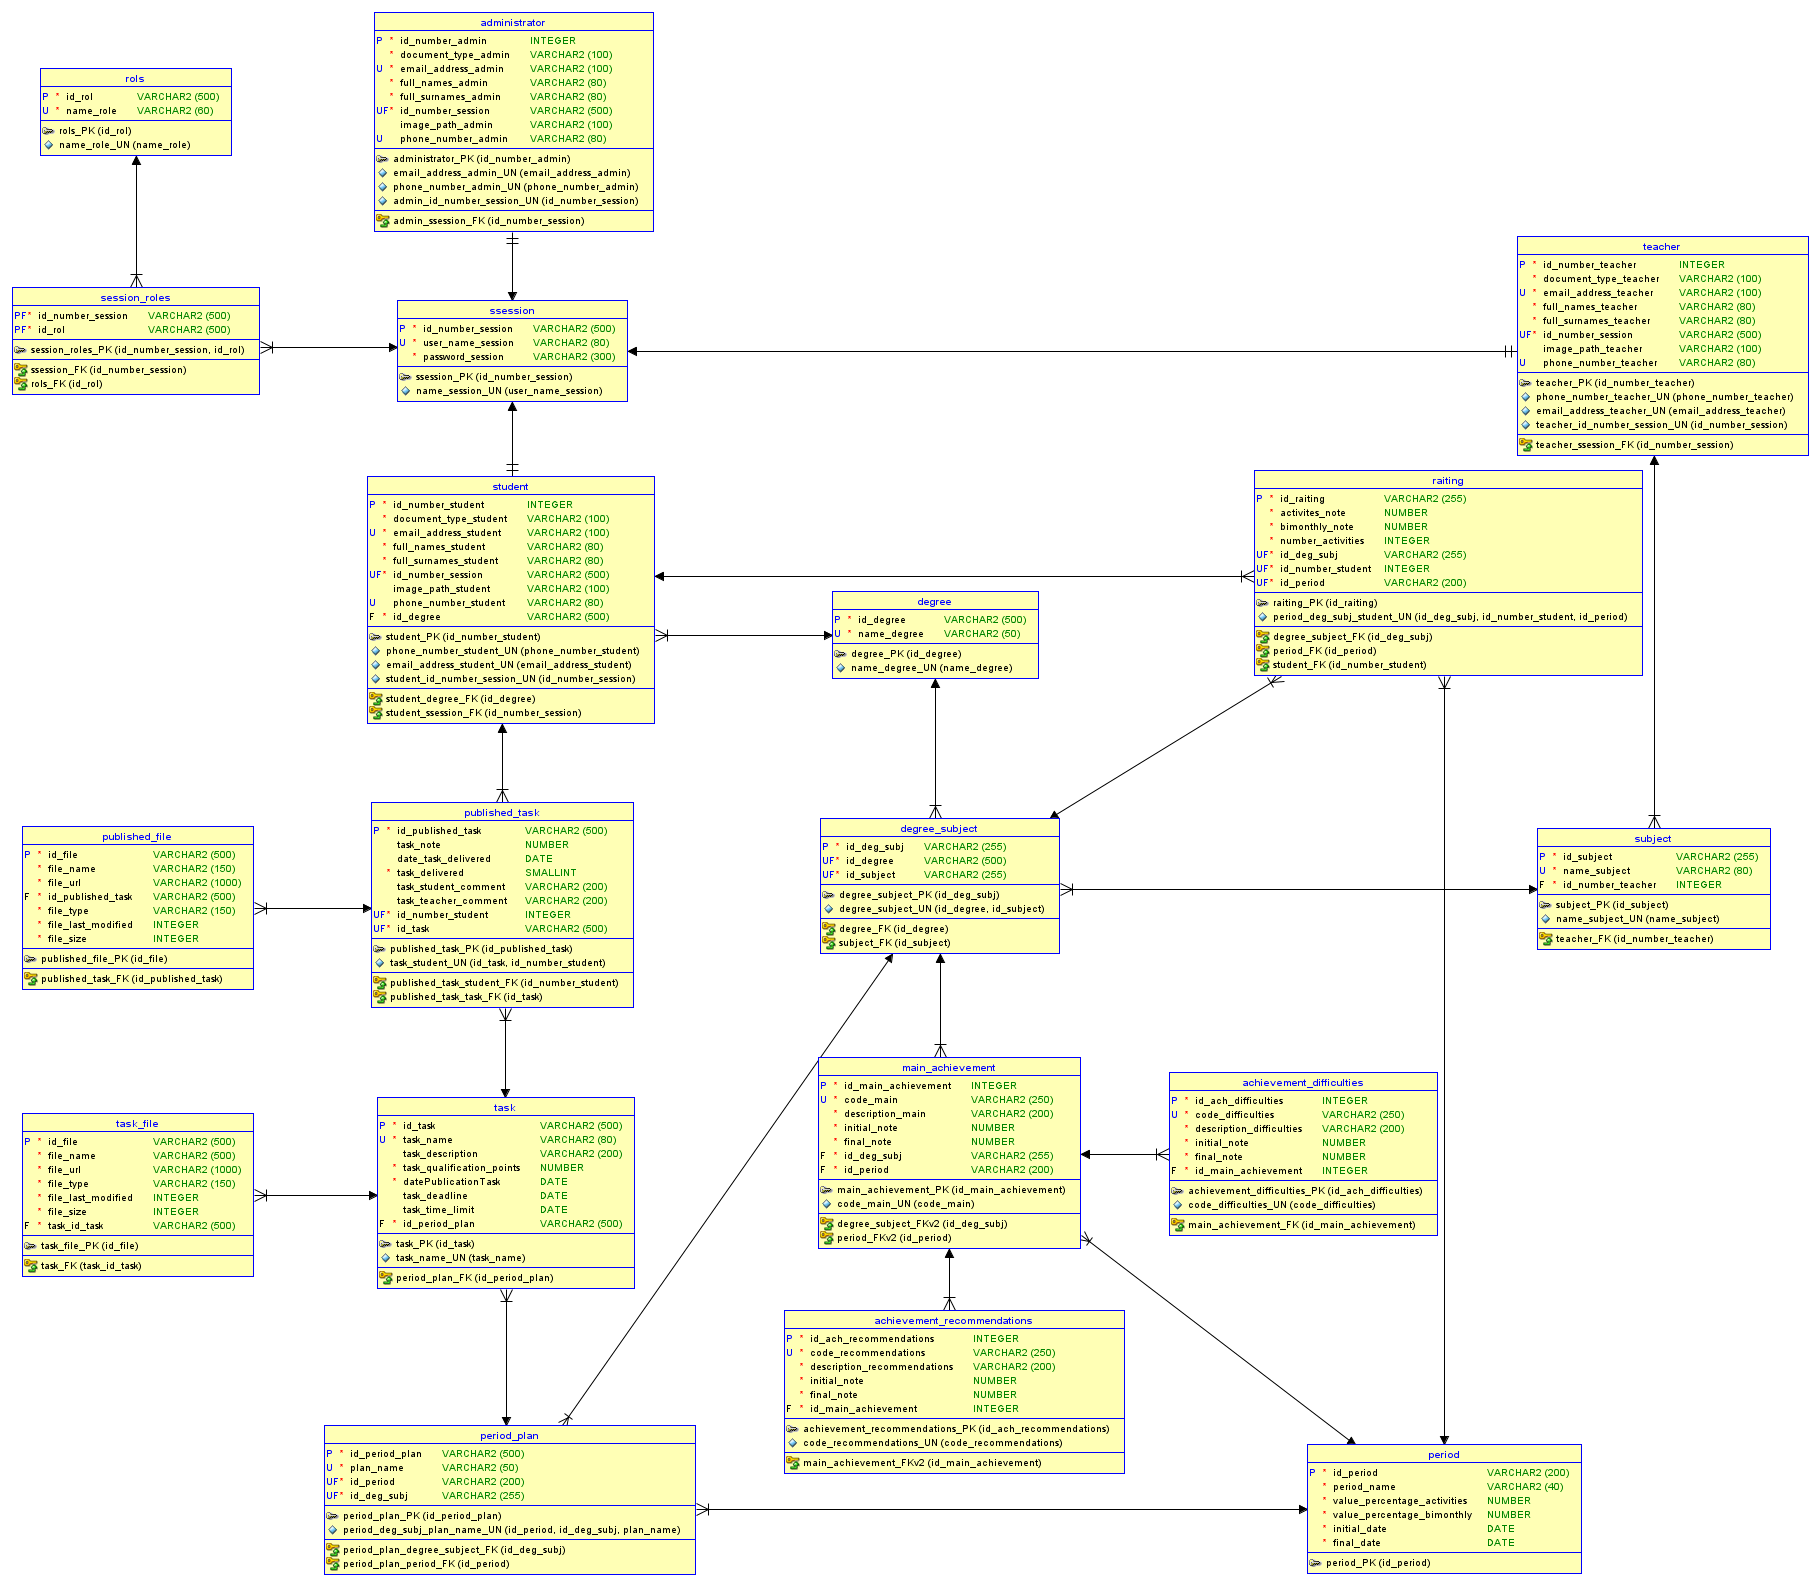 administrator
P * id_number_admin INTEGER
* document_type_admin VARCHAR2 (100)
U * email_address_admin VARCHAR2 (100)
* full_names_admin VARCHAR2 (80)
* full_surnames_admin VARCHAR2 (80)
UF* id_number_session VARCHAR2 (500)
image_path_admin VARCHAR2 (100)
U phone_number_admin VARCHAR2 (80)
administrator_PK (id_number_admin)
email_address_admin_UN (email_address_admin)
phone_number_admin_UN (phone_number_admin)
admin_id_number_session_UN (id_number_session)
admin_ssession_FK (id_number_session)
rols
P * id_rol VARCHAR2 (500)
U * name_role VARCHAR2 (60)
rols_PK (id_rol)
name_role_UN (name_role)
session_roles
PF* id_number_session VARCHAR2 (500)
PF* id_rol VARCHAR2 (500)
session_roles_PK (id_number_session, id_rol)
ssession_FK (id_number_session)
rols_FK (id_rol)
ssession
P * id_number_session VARCHAR2 (500)
U * user_name_session VARCHAR2 (80)
* password_session VARCHAR2 (300)
ssession_PK (id_number_session)
name_session_UN (user_name_session)
teacher
P * id_number_teacher INTEGER
* document_type_teacher VARCHAR2 (100)
U * email_address_teacher VARCHAR2 (100)
* full_names_teacher VARCHAR2 (80)
* full_surnames_teacher VARCHAR2 (80)
UF* id_number_session VARCHAR2 (500)
image_path_teacher VARCHAR2 (100)
U phone_number_teacher VARCHAR2 (80)
teacher_PK (id_number_teacher)
phone_number_teacher_UN (phone_number_teacher)
email_address_teacher_UN (email_address_teacher)
teacher_id_number_session_UN (id_number_session)
teacher_ssession_FK (id_number_session)
student
P * id_number_student INTEGER
* document_type_student VARCHAR2 (100)
U * email_address_student VARCHAR2 (100)
* full_names_student VARCHAR2 (80)
* full_surnames_student VARCHAR2 (80)
UF* id_number_session VARCHAR2 (500)
image_path_student VARCHAR2 (100)
U phone_number_student VARCHAR2 (80)
F * id_degree VARCHAR2 (500)
student_PK (id_number_student)
phone_number_student_UN (phone_number_student)
email_address_student_UN (email_address_student)
student_id_number_session_UN (id_number_session)
student_degree_FK (id_degree)
student_ssession_FK (id_number_session)
raiting
P * id_raiting VARCHAR2 (255)
* activites_note NUMBER
* bimonthly_note NUMBER
* number_activities INTEGER
UF* id_deg_subj VARCHAR2 (255)
UF* id_number_student INTEGER
UF* id_period VARCHAR2 (200)
raiting_PK (id_raiting)
period_deg_subj_student_UN (id_deg_subj, id_number_student, id_period)
degree_subject_FK (id_deg_subj)
period_FK (id_period)
student_FK (id_number_student)
degree
P * id_degree VARCHAR2 (500)
U * name_degree VARCHAR2 (50)
degree_PK (id_degree)
name_degree_UN (name_degree)
published_file
P * id_file VARCHAR2 (500)
* file_name VARCHAR2 (150)
* file_url VARCHAR2 (1000)
F * id_published_task VARCHAR2 (500)
* file_type VARCHAR2 (150)
* file_last_modified INTEGER
* file_size INTEGER
published_file_PK (id_file)
published_task_FK (id_published_task)
published_task
P * id_published_task VARCHAR2 (500)
task_note NUMBER
date_task_delivered DATE
* task_delivered SMALLINT
task_student_comment VARCHAR2 (200)
task_teacher_comment VARCHAR2 (200)
UF* id_number_student INTEGER
UF* id_task VARCHAR2 (500)
published_task_PK (id_published_task)
task_student_UN (id_task, id_number_student)
published_task_student_FK (id_number_student)
published_task_task_FK (id_task)
degree_subject
P * id_deg_subj VARCHAR2 (255)
UF* id_degree VARCHAR2 (500)
UF* id_subject VARCHAR2 (255)
degree_subject_PK (id_deg_subj)
degree_subject_UN (id_degree, id_subject)
degree_FK (id_degree)
subject_FK (id_subject)
subject
P * id_subject VARCHAR2 (255)
U * name_subject VARCHAR2 (80)
F * id_number_teacher INTEGER
subject_PK (id_subject)
name_subject_UN (name_subject)
teacher_FK (id_number_teacher)
task_file
P * id_file VARCHAR2 (500)
* file_name VARCHAR2 (500)
* file_url VARCHAR2 (1000)
* file_type VARCHAR2 (150)
* file_last_modified INTEGER
* file_size INTEGER
F * task_id_task VARCHAR2 (500)
task_file_PK (id_file)
task_FK (task_id_task)
task
P * id_task VARCHAR2 (500)
U * task_name VARCHAR2 (80)
task_description VARCHAR2 (200)
* task_qualification_points NUMBER
* datePublicationTask DATE
task_deadline DATE
task_time_limit DATE
F * id_period_plan VARCHAR2 (500)
task_PK (id_task)
task_name_UN (task_name)
period_plan_FK (id_period_plan)
main_achievement
P * id_main_achievement INTEGER
U * code_main VARCHAR2 (250)
* description_main VARCHAR2 (200)
* initial_note NUMBER
* final_note NUMBER
F * id_deg_subj VARCHAR2 (255)
F * id_period VARCHAR2 (200)
main_achievement_PK (id_main_achievement)
code_main_UN (code_main)
degree_subject_FKv2 (id_deg_subj)
period_FKv2 (id_period)
achievement_difficulties
P * id_ach_difficulties INTEGER
U * code_difficulties VARCHAR2 (250)
* description_difficulties VARCHAR2 (200)
* initial_note NUMBER
* final_note NUMBER
F * id_main_achievement INTEGER
achievement_difficulties_PK (id_ach_difficulties)
code_difficulties_UN (code_difficulties)
main_achievement_FK (id_main_achievement)
achievement_recommendations
P * id_ach_recommendations INTEGER
U * code_recommendations VARCHAR2 (250)
* description_recommendations VARCHAR2 (200)
* initial_note NUMBER
* final_note NUMBER
F * id_main_achievement INTEGER
achievement_recommendations_PK (id_ach_recommendations)
code_recommendations_UN (code_recommendations)
main_achievement_FKv2 (id_main_achievement)
period_plan
P * id_period_plan VARCHAR2 (500)
U * plan_name VARCHAR2 (50)
UF* id_period VARCHAR2 (200)
UF* id_deg_subj VARCHAR2 (255)
period_plan_PK (id_period_plan)
period_deg_subj_plan_name_UN (id_period, id_deg_subj, plan_name)
period_plan_degree_subject_FK (id_deg_subj)
period_plan_period_FK (id_period)
period
P * id_period VARCHAR2 (200)
* period_name VARCHAR2 (40)
* value_percentage_activities NUMBER
* value_percentage_bimonthly NUMBER
* initial_date DATE
* final_date DATE
period_PK (id_period)